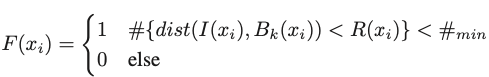 F(x_i) = { 1 #{dist(I(x_i), B_k(x_i)) < R(x_i)} < #_min
0 else